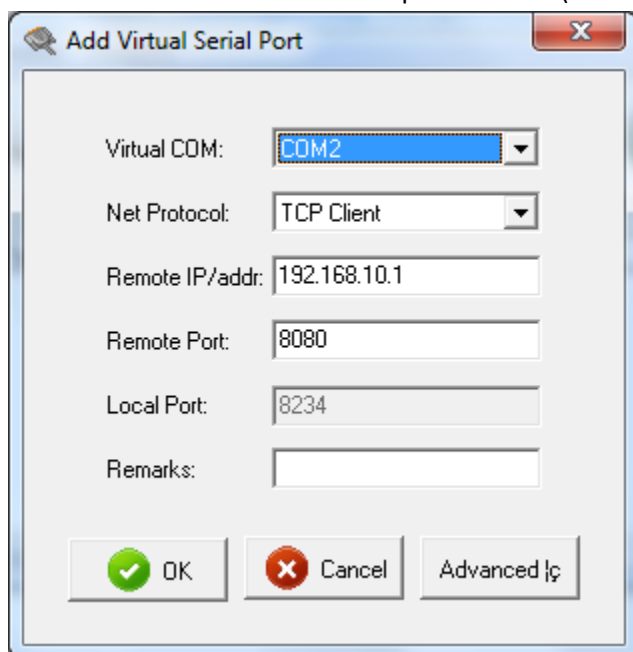 Add Virtual Serial Port
Virtual COM: COM2
Net Protocol: TCP Client
Remote IP/addr: 192.168.10.1
Remote Port: 8080
Local Port: 8234
Remarks:
OK Cancel Advanced |ç